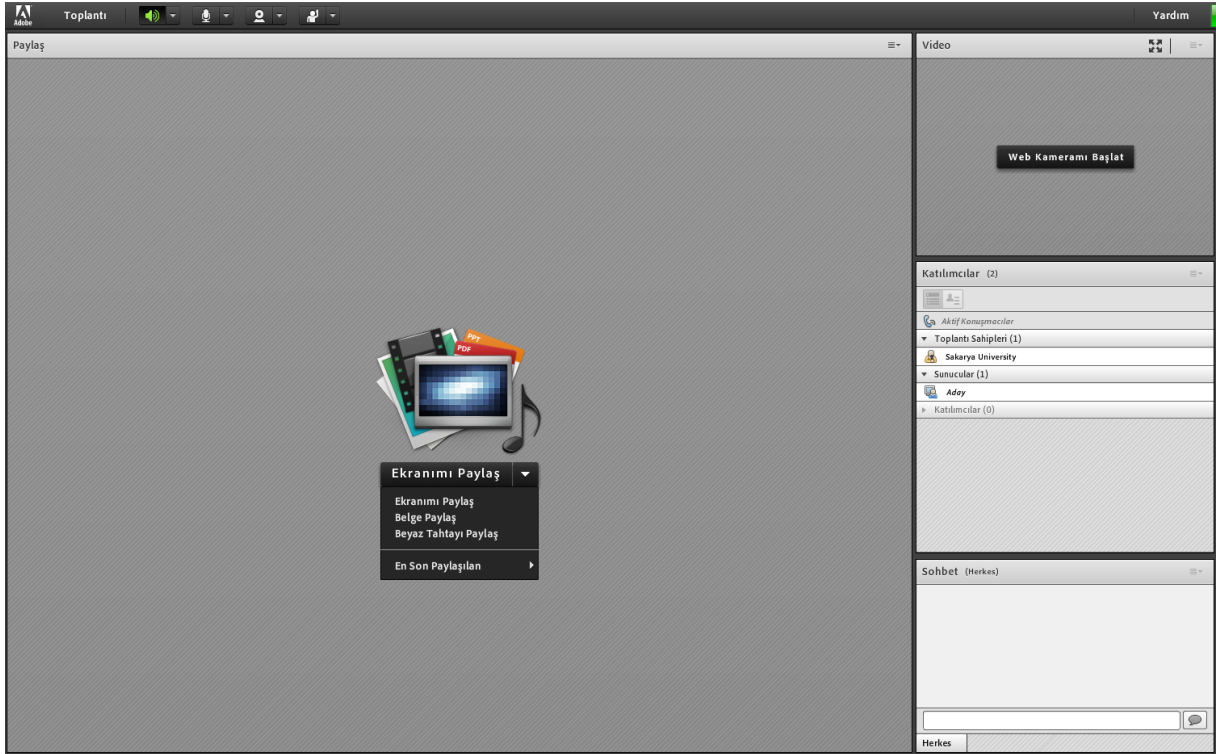 Adobe
Toplantı
Yardım
Paylaş
Video
Web Kameramı Başlat
Katılımcılar (2)
Aktif Konuşmacılar
Toplantı Sahipleri (1)
Sakarya University
Sunucular (1)
Aday
Katılımcılar (0)
PPT
PDF
Ekranımı Paylaş
Ekranımı Paylaş
Belge Paylaş
Beyaz Tahtayı Paylaş
En Son Paylaşılan
Sohbet (Herkes)
Herkes